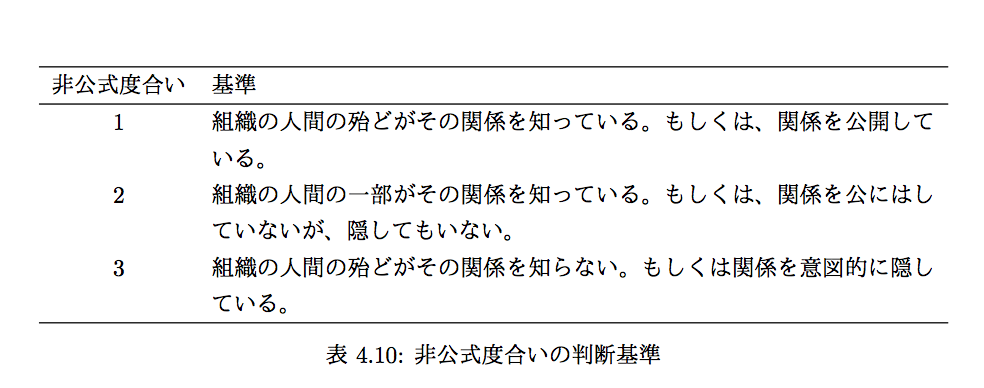 非公式度合い 基準
1 組織の人間の殆どがその関係を知っている。もしくは、関係を公開して
いる。
2 組織の人間の一部がその関係を知っている。もしくは、関係を公にはし
ていないが、隠してもいない。
3 組織の人間の殆どがその関係を知らない。もしくは関係を意図的に隠し
ている。
表 4.10: 非公式度合いの判断基準